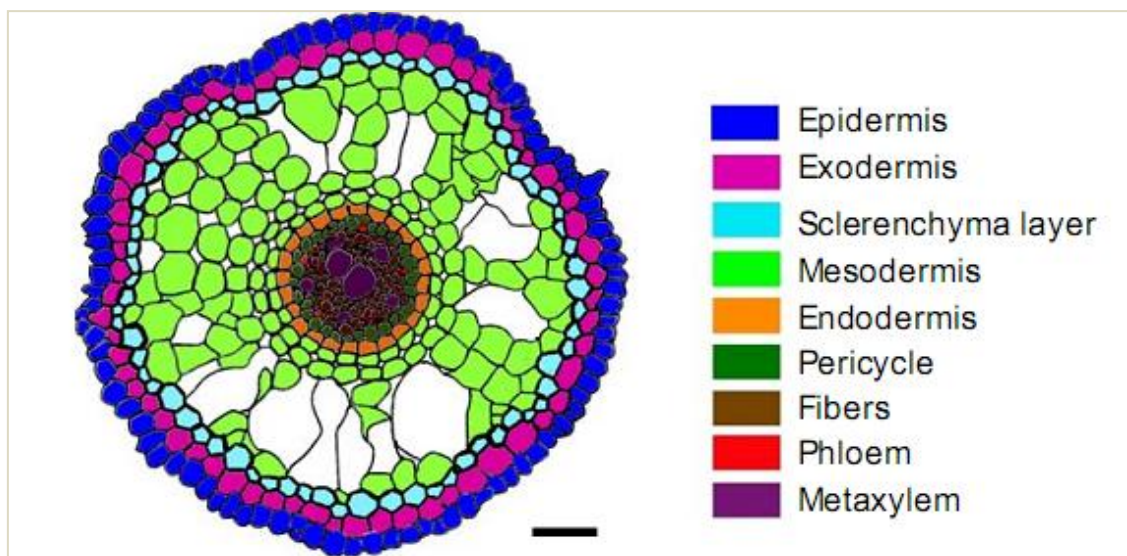 Epidermis
Exodermis
Sclerenchyma layer
Mesodermis
Endodermis
Pericycle
Fibers
Phloem
Metaxylem